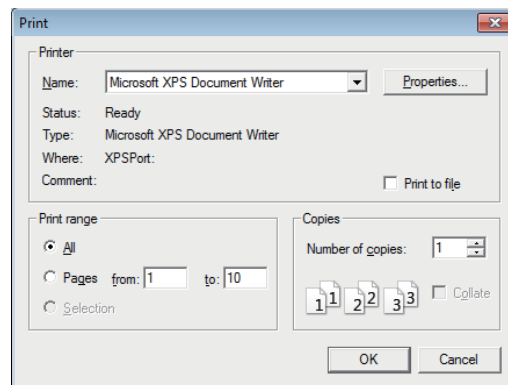 Print
Printer
Name: Microsoft XPS Document Writer Properties...
Status: Ready
Type: Microsoft XPS Document Writer
Where: XPSPort:
Comment: Print to file
Print range
All
Pages from: 1 to: 10
Selection
Copies
Number of copies: 1
1 1 2 2 3 3 Collate
OK Cancel